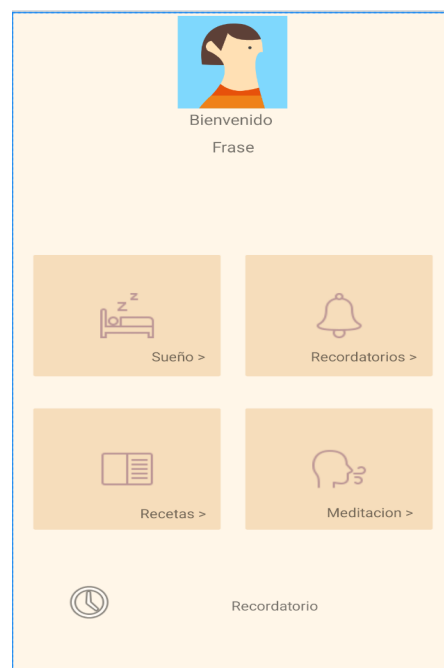 Bienvenido
Frase
Sueño >
Recordatorios >
Recetas >
Meditacion >
Recordatorio